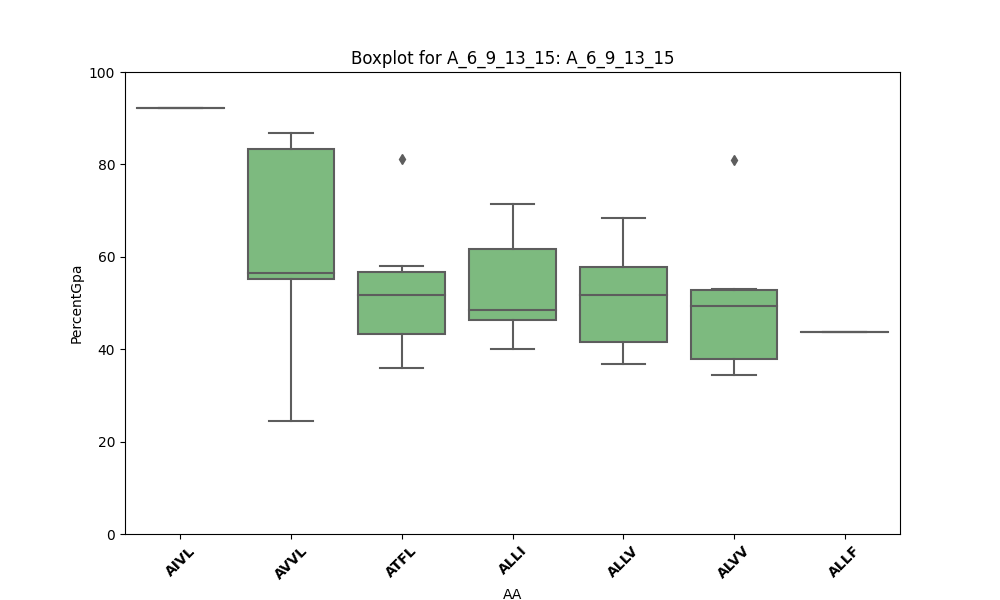 Boxplot for A_6_9_13_15: A_6_9_13_15
PercentGpa
100
80
60
40
20
0
AIVL
AVVL
ATFL
ALLI
ALLV
ALVV
ALLF
AA